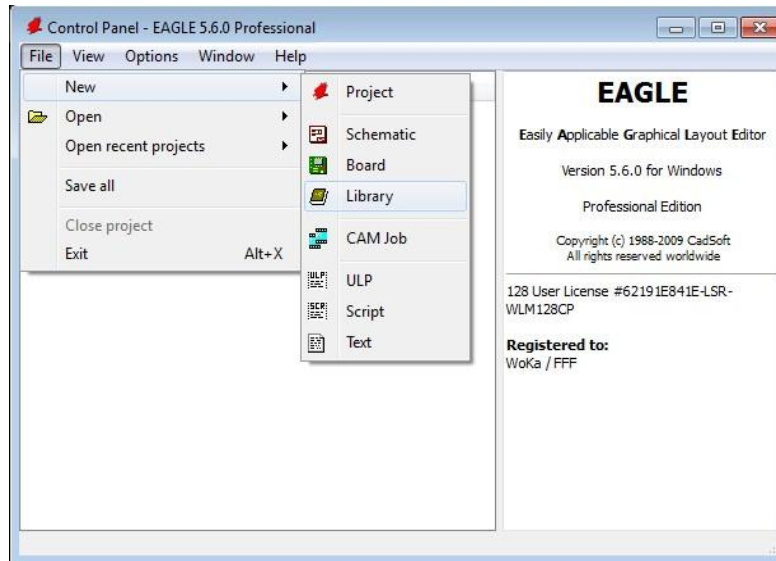 Control Panel - EAGLE 5.6.0 Professional
File View Options Window Help
New
Open
Open recent projects
Save all
Close project
Exit Alt+X
Project
Schematic
Board
Library
CAM Job
ULP
Script
Text
EAGLE
Easily Applicable Graphical Layout Editor
Version 5.6.0 for Windows
Professional Edition
Copyright (c) 1988-2009 CadSoft
All rights reserved worldwide
128 User License #62191E841E-LSR-
WLM128CP
Registered to:
WoKa / FFF